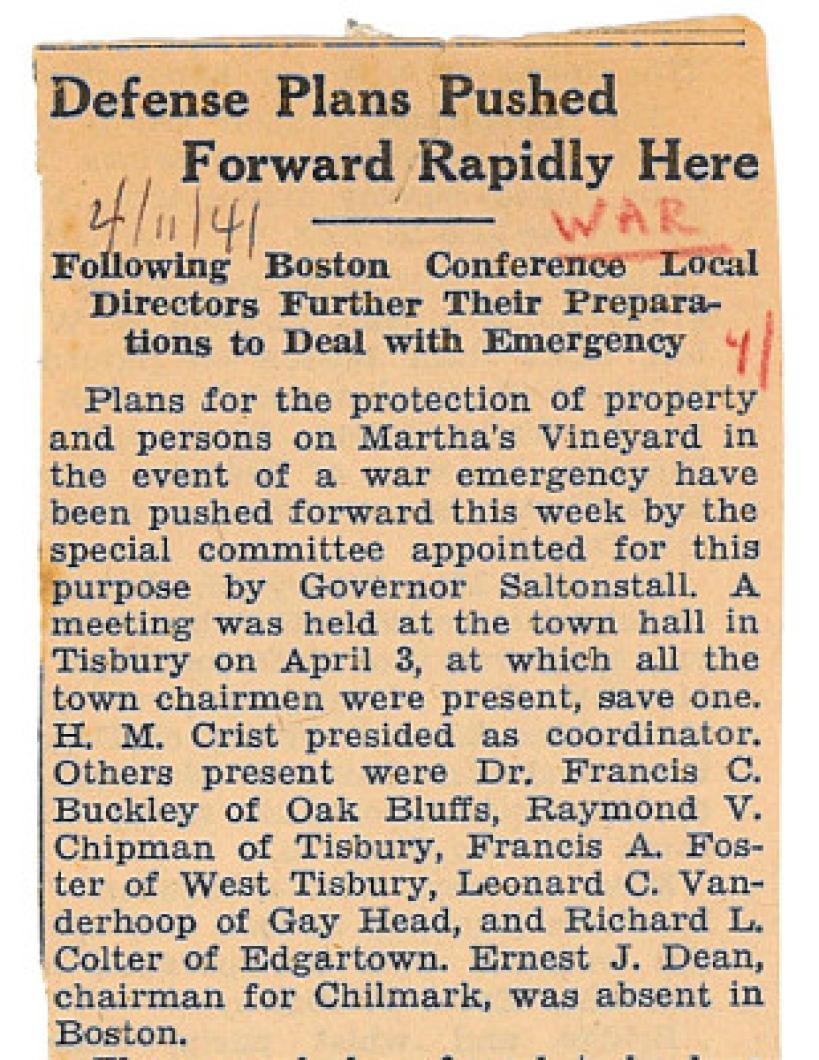 Defense Plans Pushed
Forward Rapidly Here
4/11/41
WAR
Following Boston Conference Local
Directors Further Their Prepara-
tions to Deal with Emergency
41
Plans for the protection of property
and persons on Martha's Vineyard in
the event of a war emergency have
been pushed forward this week by the
special committee appointed for this
purpose by Governor Saltonstall. A
meeting was held at the town hall in
Tisbury on April 3, at which all the
town chairmen were present, save one.
H. M. Crist presided as coordinator.
Others present were Dr. Francis C.
Buckley of Oak Bluffs, Raymond V.
Chipman of Tisbury, Francis A. Fos-
ter of West Tisbury, Leonard C. Van-
derhoop of Gay Head, and Richard L.
Colter of Edgartown. Ernest J. Dean,
chairman for Chilmark, was absent in
Boston.